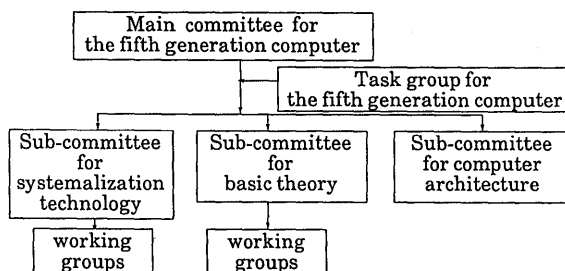 Main committee for
the fifth generation computer
Task group for
the fifth generation computer
Sub-committee
for
systemalization
technology
Sub-committee
for
basic theory
Sub-committee
for computer
architecture
working
groups
working
groups